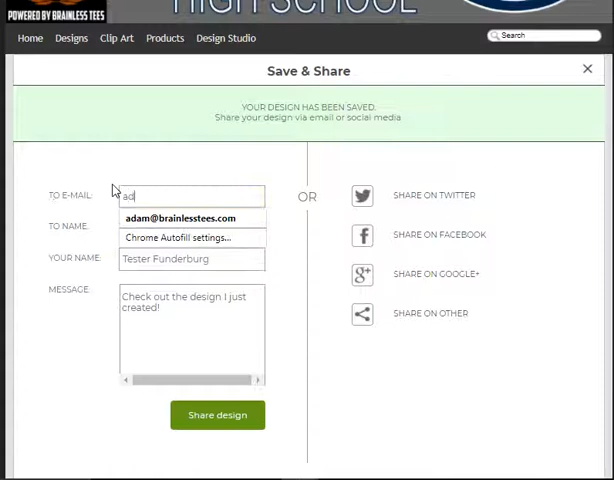 HIGH SCHOOL
POWERED BY BRAINLESS TEES
Home Designs Clip Art Products Design Studio Search
Save & Share
YOUR DESIGN HAS BEEN SAVED.
Share your design via email or social media
TO E-MAIL: ad
adam@brainlesstees.com
Chrome Autofill settings...
TO NAME:
YOUR NAME: Tester Funderburg
MESSAGE: Check out the design I just
created!
Share design
OR
SHARE ON TWITTER
SHARE ON FACEBOOK
g+ SHARE ON GOOGLE+
SHARE ON OTHER